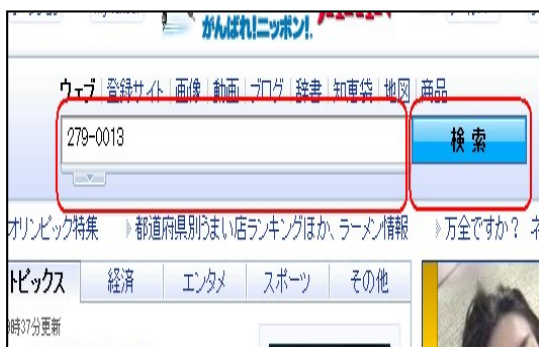 がんばれ!ニッポン!.
ウェブ 登録サイト 画像 動画 ブログ 辞書 知恵袋 地図 商品
279-0013
検索
オリンピック特集 »都道府県別うまい店ランキングほか、ラーメン情報 »万全ですか?
トピックス 経済 エンタメ スポーツ その他
時37分更新